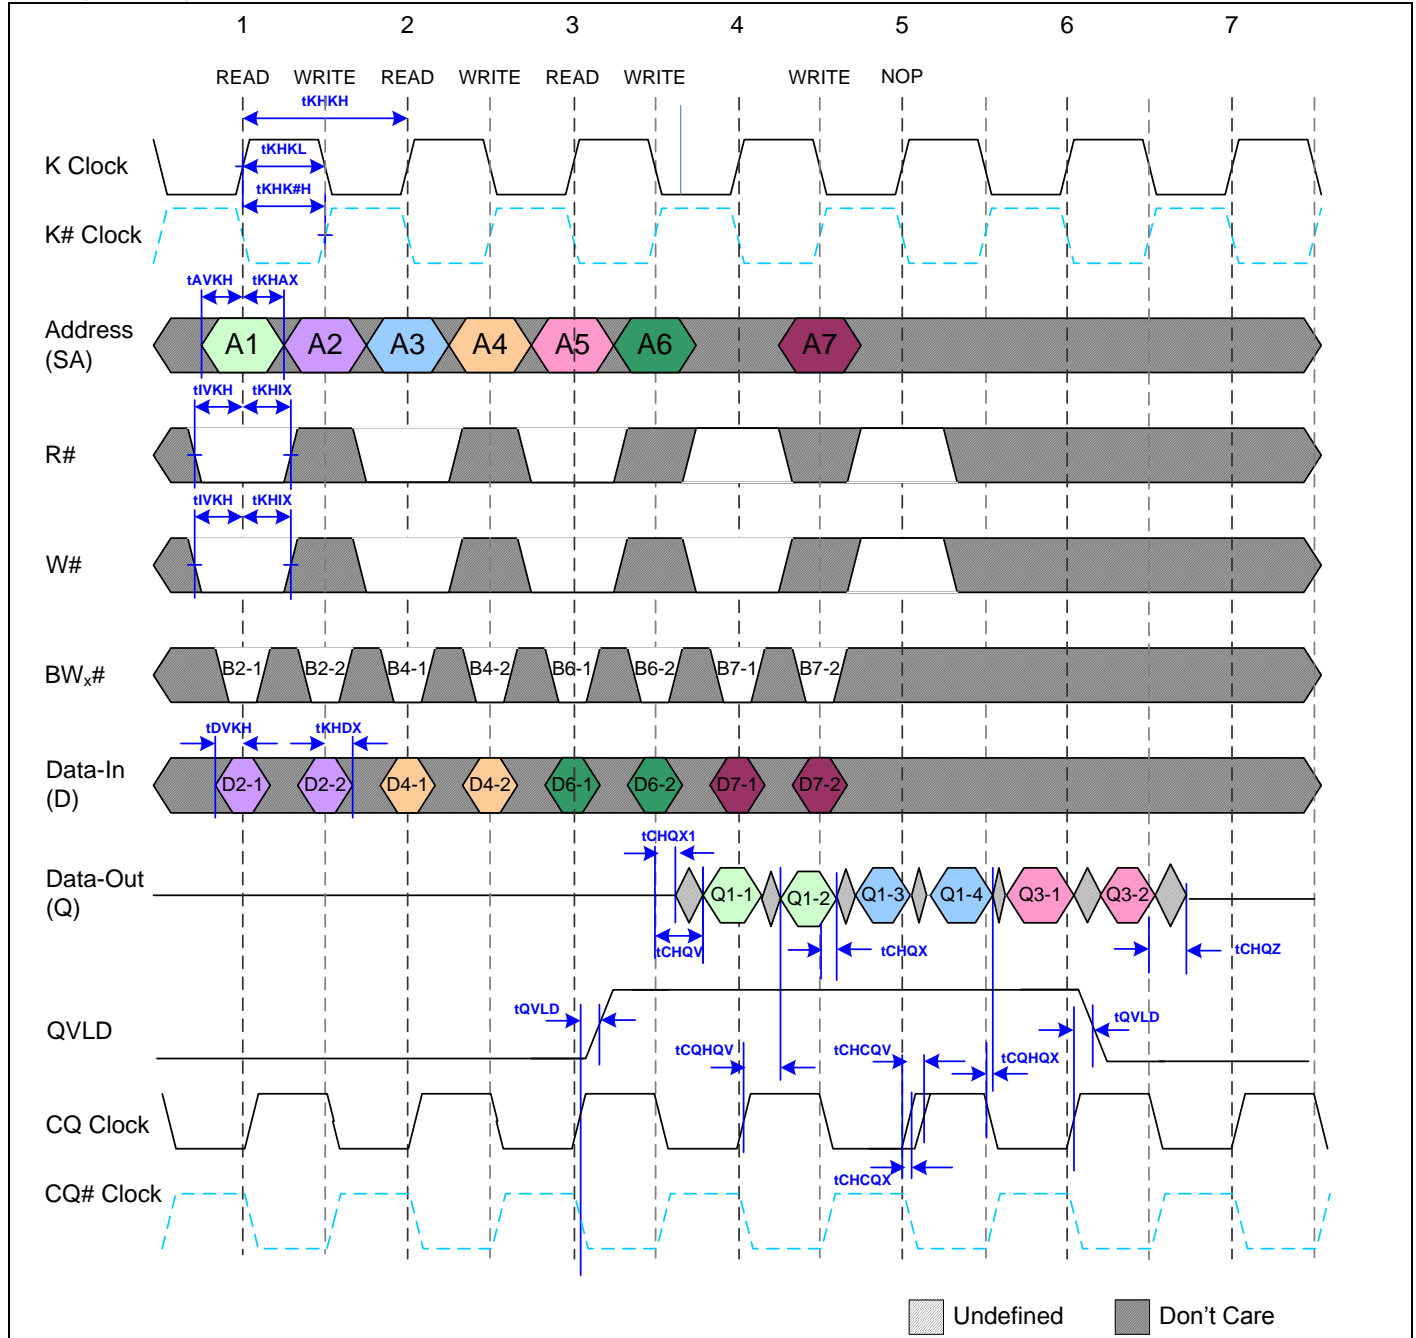 1 2 3 4 5 6 7
READ WRITE READ WRITE READ WRITE WRITE NOP
tKHKH
tKHKL
K Clock
tKHK#H
K# Clock
tAVKH tKHAX
Address
(SA)
A1 A2 A3 A4 A5 A6 A7
tIVKH tKHIX
R#
tIVKH tKHIX
W#
BWx#
B2-1 B2-2 B4-1 B4-2 B6-1 B6-2 B7-1 B7-2
tDVKH tKHDX
Data-In
(D)
D2-1 D2-2 D4-1 D4-2 D6-1 D6-2 D7-1 D7-2
tCHQX1
Data-Out
(Q)
Q1-1 Q1-2 Q1-3 Q1-4 Q3-1 Q3-2
tCHQV tCHQX tCHQZ
tQVLD tQVLD
QVLD
tCQHQV tCHCQV tCQHQX
CQ Clock
tCHCQX
CQ# Clock
Undefined Don't Care